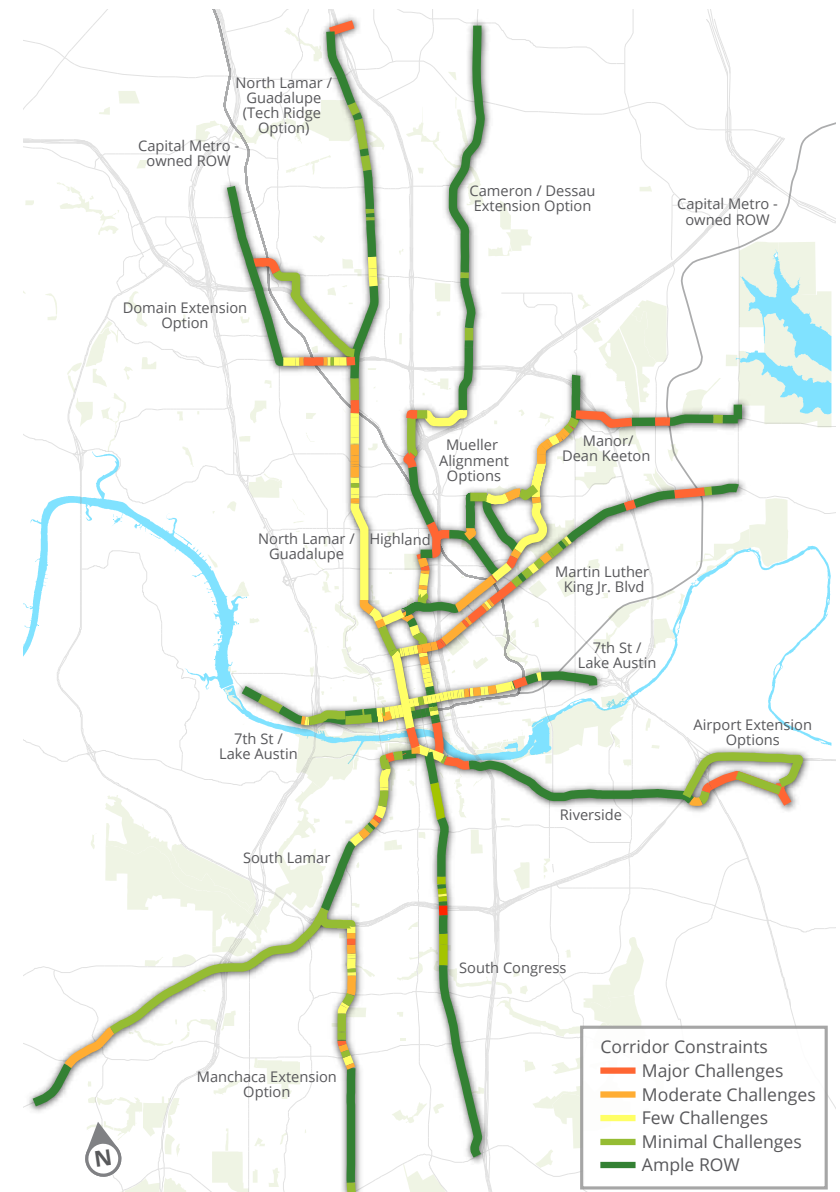 North Lamar /
Guadalupe
(Tech Ridge
Option)
Capital Metro -
owned ROW
Cameron / Dessau
Extension Option
Capital Metro -
owned ROW
Domain Extension
Option
Mueller
Alignment
Options
Manor/
Dean Keeton
North Lamar /
Guadalupe
Highland
Martin Luther
King Jr. Blvd
7th St /
Lake Austin
7th St /
Lake Austin
Airport Extension
Options
Riverside
South Lamar
South Congress
Manchaca Extension
Option
N
Corridor Constraints
Major Challenges
Moderate Challenges
Few Challenges
Minimal Challenges
Ample ROW